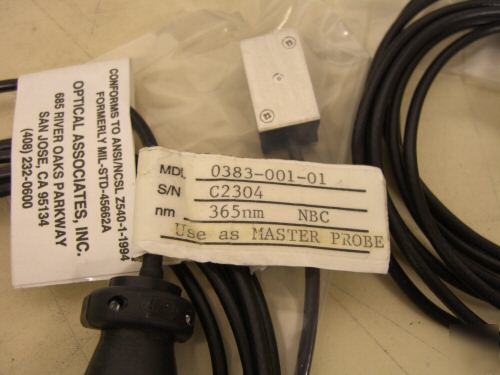 CONFORMS TO ANSI/NCSL Z540-1-1994
FORMERLY MIL-STD-45662A
OPTICAL ASSOCIATES, INC.
685 RIVER OAKS PARKWAY
SAN JOSE, CA 95134
(408) 232-0600
MDL 0383-001-01
S/N C2304
nm 365nm NBC
Use as MASTER PROBE